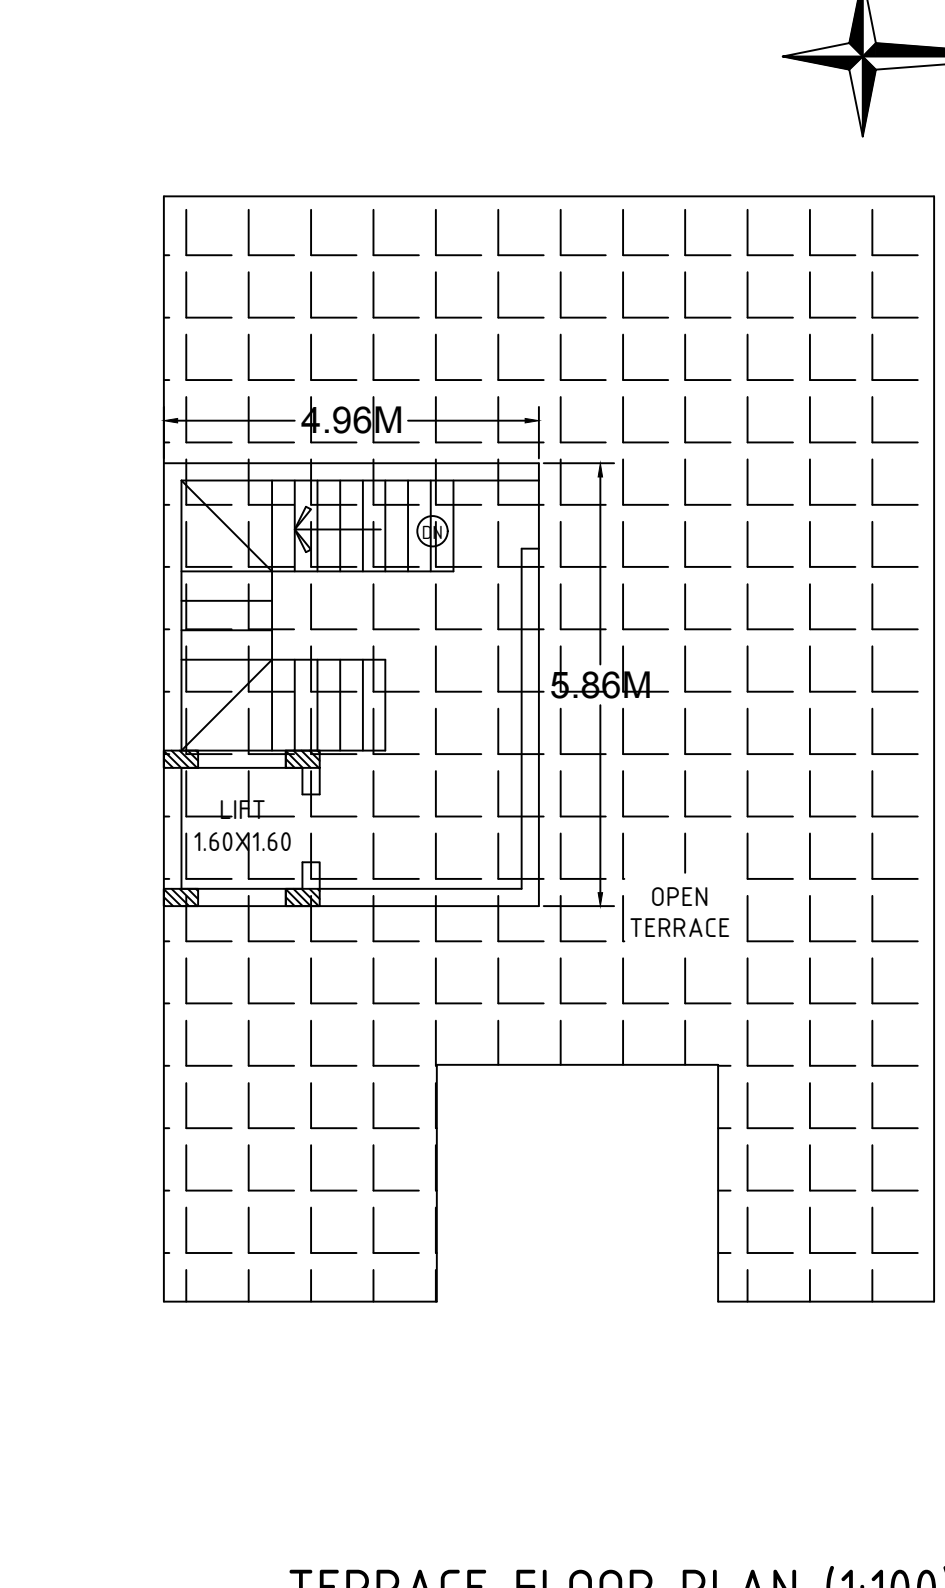 4.96M
DN
5.86M
LIFT
1.60X1.60
OPEN
TERRACE
TERRACE FLOOR PLAN (1:100)